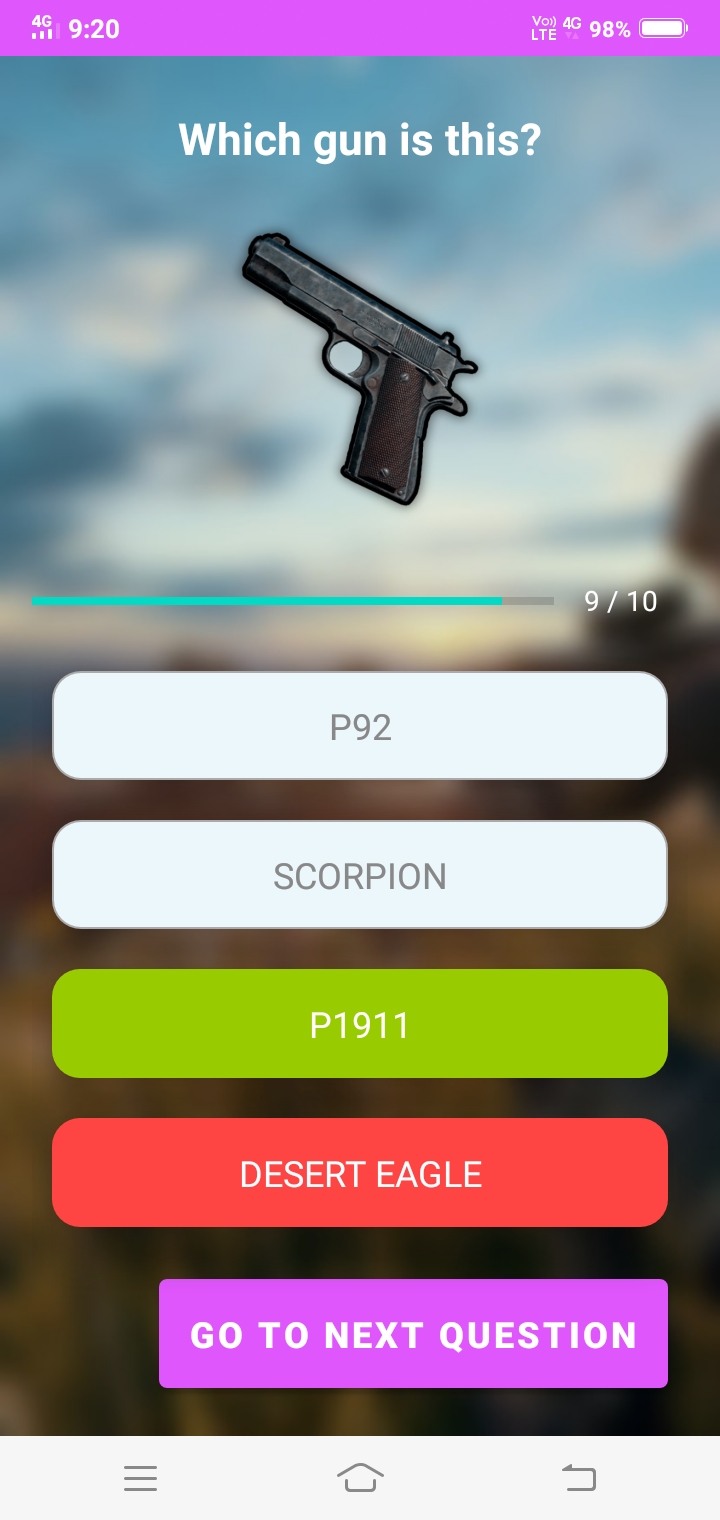 4G 9:20 Vo)) LTE 4G 98%
Which gun is this?
9 / 10
P92
SCORPION
P1911
DESERT EAGLE
GO TO NEXT QUESTION